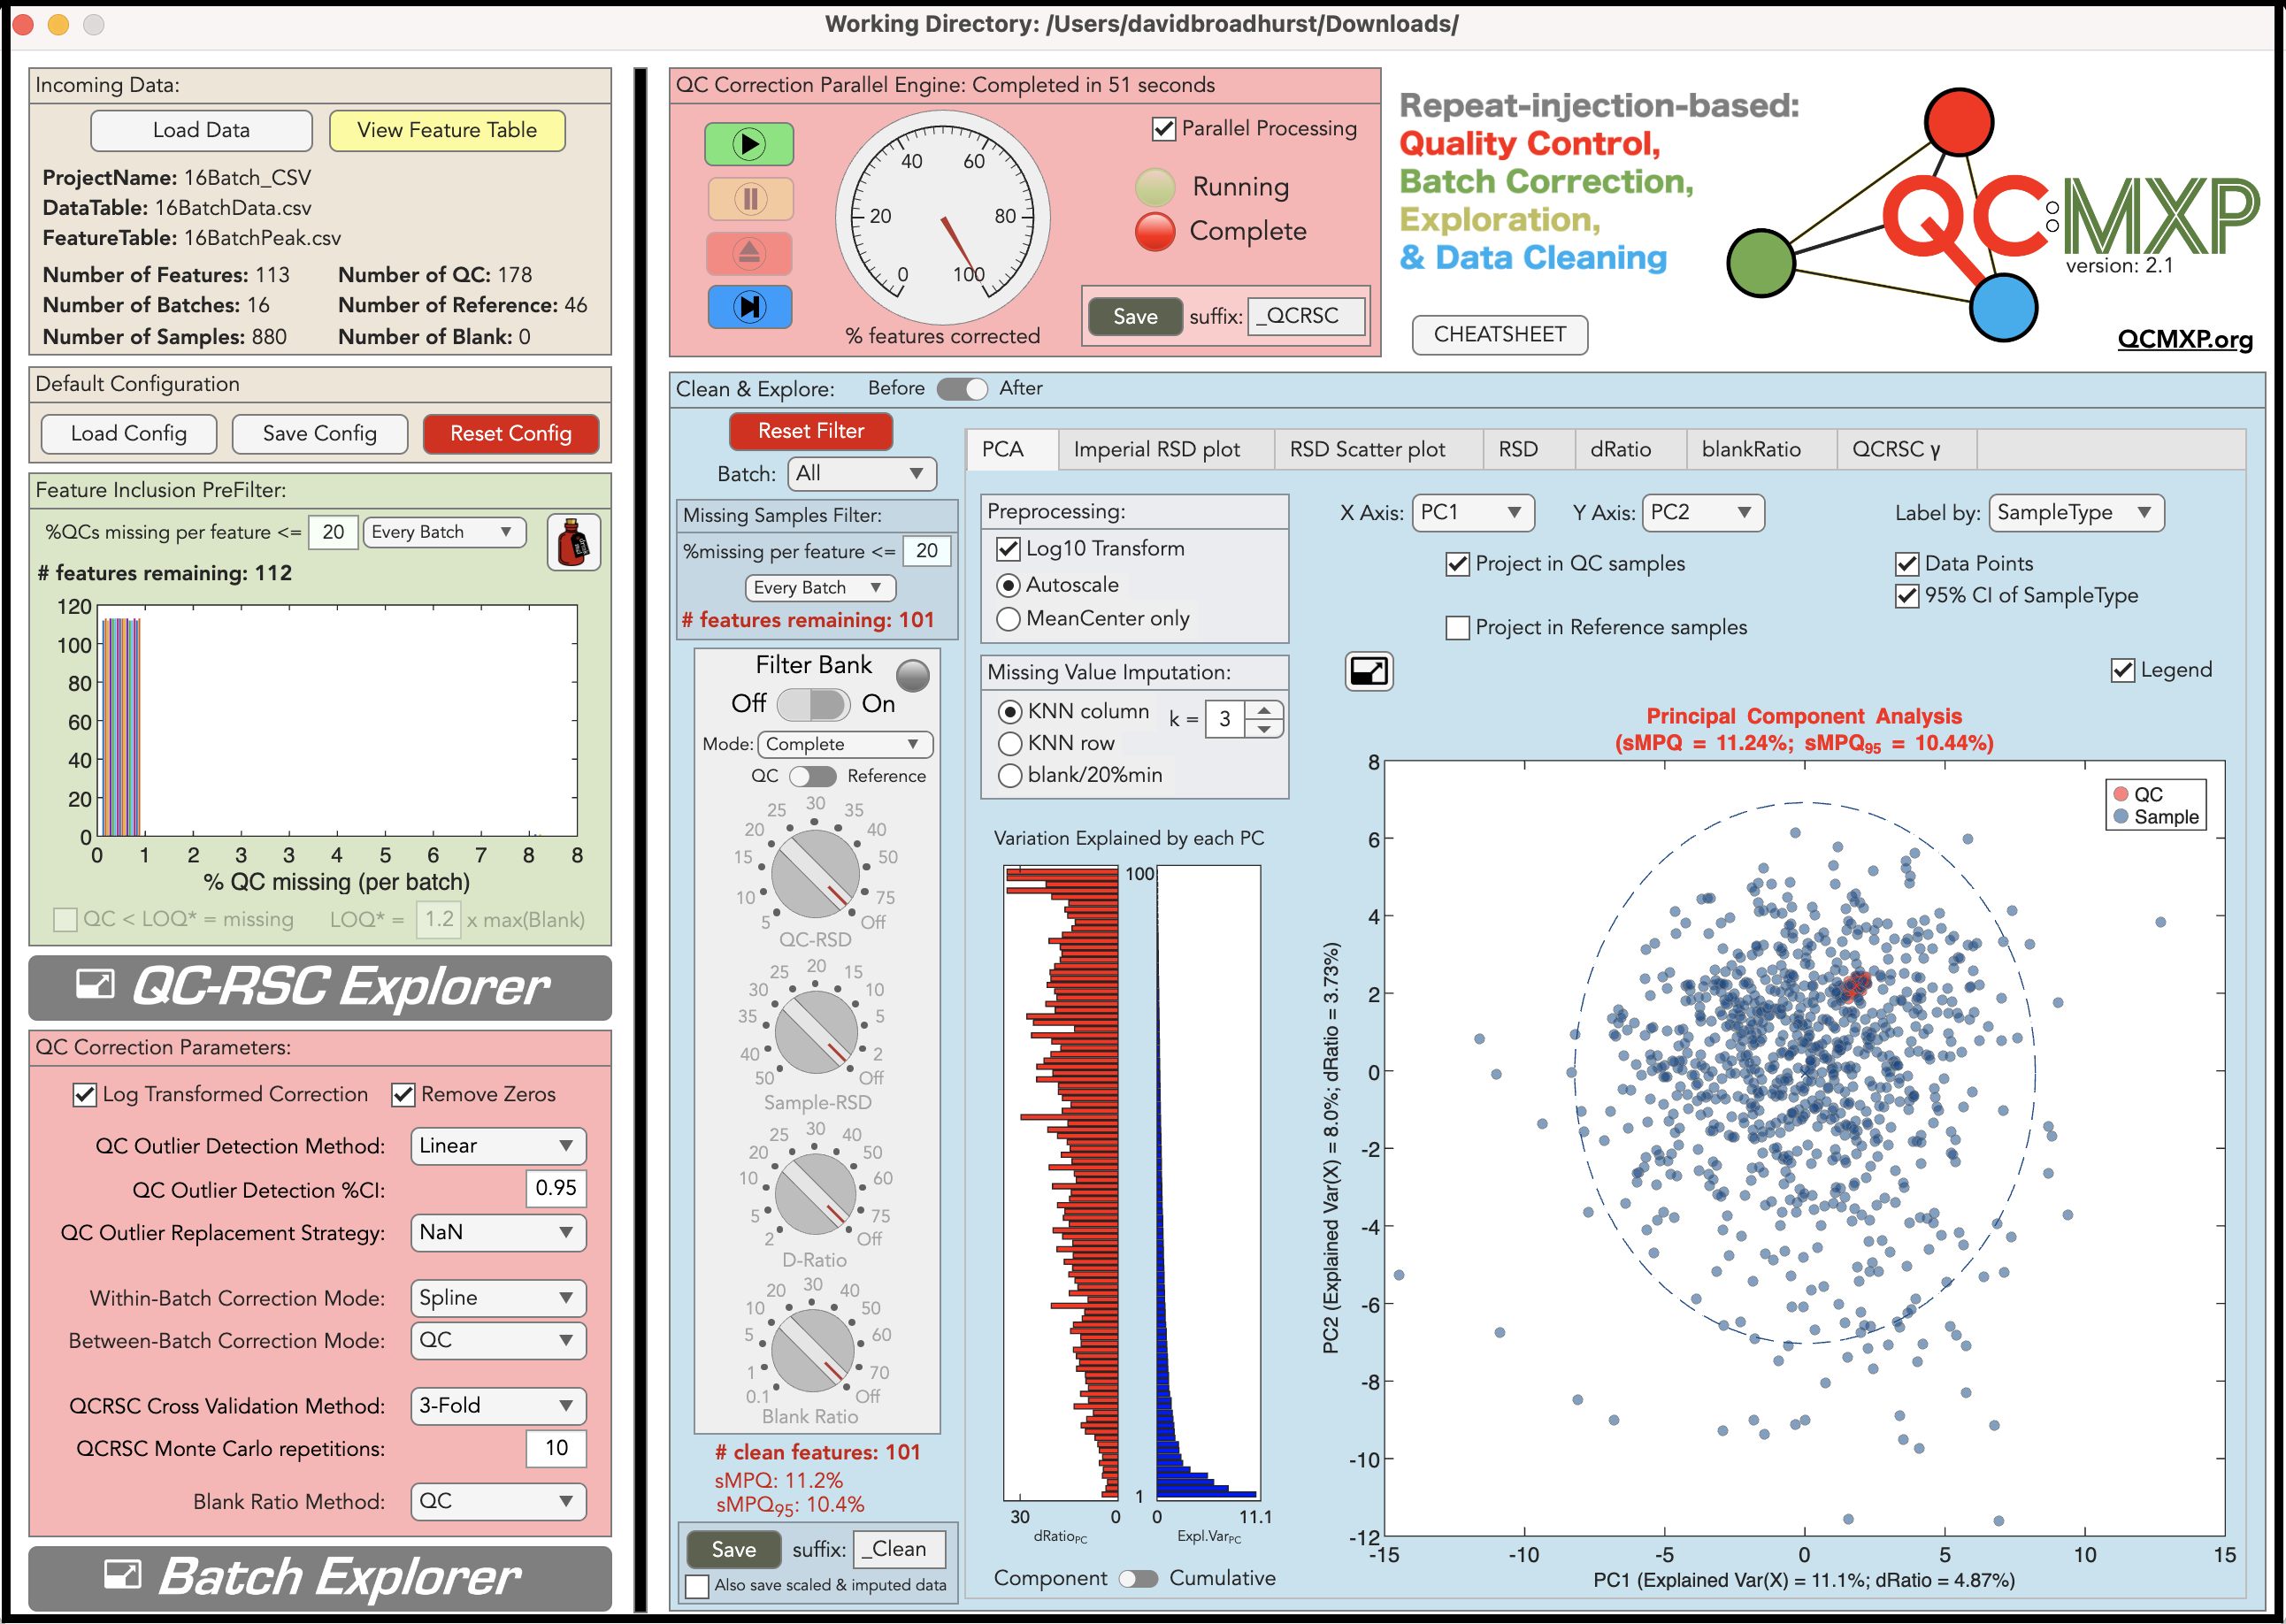 Working Directory: /Users/davidbroadhurst/Downloads/
Incoming Data:
Load Data
View Feature Table
ProjectName: 16Batch_CSV
DataTable: 16BatchData.csv
FeatureTable: 16BatchPeak.csv
Number of Features: 113 Number of QC: 178
Number of Batches: 16 Number of Reference: 46
Number of Samples: 880 Number of Blank: 0
Default Configuration
Load Config
Save Config
Reset Config
Feature Inclusion PreFilter:
%QCs missing per feature <= 20 Every Batch
# features remaining: 112
120
100
80
60
40
20
0
0 1 2 3 3 4 5 6 7 8 8
% QC missing (per batch)
QC < LOQ* = missing LOQ* = 1.2 x max(Blank)
QC-RSC Explorer
QC Correction Parameters:
Log Transformed Correction Remove Zeros
QC Outlier Detection Method: Linear
QC Outlier Detection %CI: 0.95
QC Outlier Replacement Strategy: NaN
Within-Batch Correction Mode: Spline
Between-Batch Correction Mode: QC
QCRSC Cross Validation Method: 3-Fold
QCRSC Monte Carlo repetitions: 10
Blank Ratio Method: QC
Batch Explorer
QC Correction Parallel Engine: Completed in 51 seconds
0 20 40 60 80 100
% features corrected
Parallel Processing
Running
Complete
Save suffix: _QCRSC
Repeat-injection-based:
Quality Control,
Batch Correction,
Exploration,
& Data Cleaning
CHEATSHEET
QC:MXP
version: 2.1
QCMXP.org
Clean & Explore: Before After
Reset Filter
Batch: All
Missing Samples Filter:
%missing per feature <= 20
Every Batch
# features remaining: 101
Filter Bank
Off On
Mode: Complete
QC Reference
5 10 15 20 25 30 35 40 50 75 Off
QC-RSD
50 40 35 30 25 20 15 10 5 2 Off
Sample-RSD
2 5 10 20 25 30 40 50 60 75 Off
D-Ratio
0.1 1 5 10 20 30 40 50 60 70 Off
Blank Ratio
# clean features: 101
sMPQ: 11.2%
sMPQ95: 10.4%
Save suffix: _Clean
Also save scaled & imputed data
PCA
Imperial RSD plot
RSD Scatter plot
RSD
dRatio
blankRatio
QCRSC γ
Preprocessing:
Log10 Transform
Autoscale
MeanCenter only
Missing Value Imputation:
KNN column k = 3
KNN row
blank/20%min
Variation Explained by each PC
100
1
30 0 0 11.1
dRatioPC Expl.VarPC
Component Cumulative
X Axis: PC1 Y Axis: PC2 Label by: SampleType
Project in QC samples
Data Points
95% CI of SampleType
Project in Reference samples
Legend
Principal Component Analysis
(sMPQ = 11.24%; sMPQ95 = 10.44%)
QC
Sample
8
6
4
2
0
-2
-4
-6
-8
-10
-12
PC2 (Explained Var(X) = 8.0%; dRatio = 3.73%)
-15 -10 -5 0 5 10 15
PC1 (Explained Var(X) = 11.1%; dRatio = 4.87%)